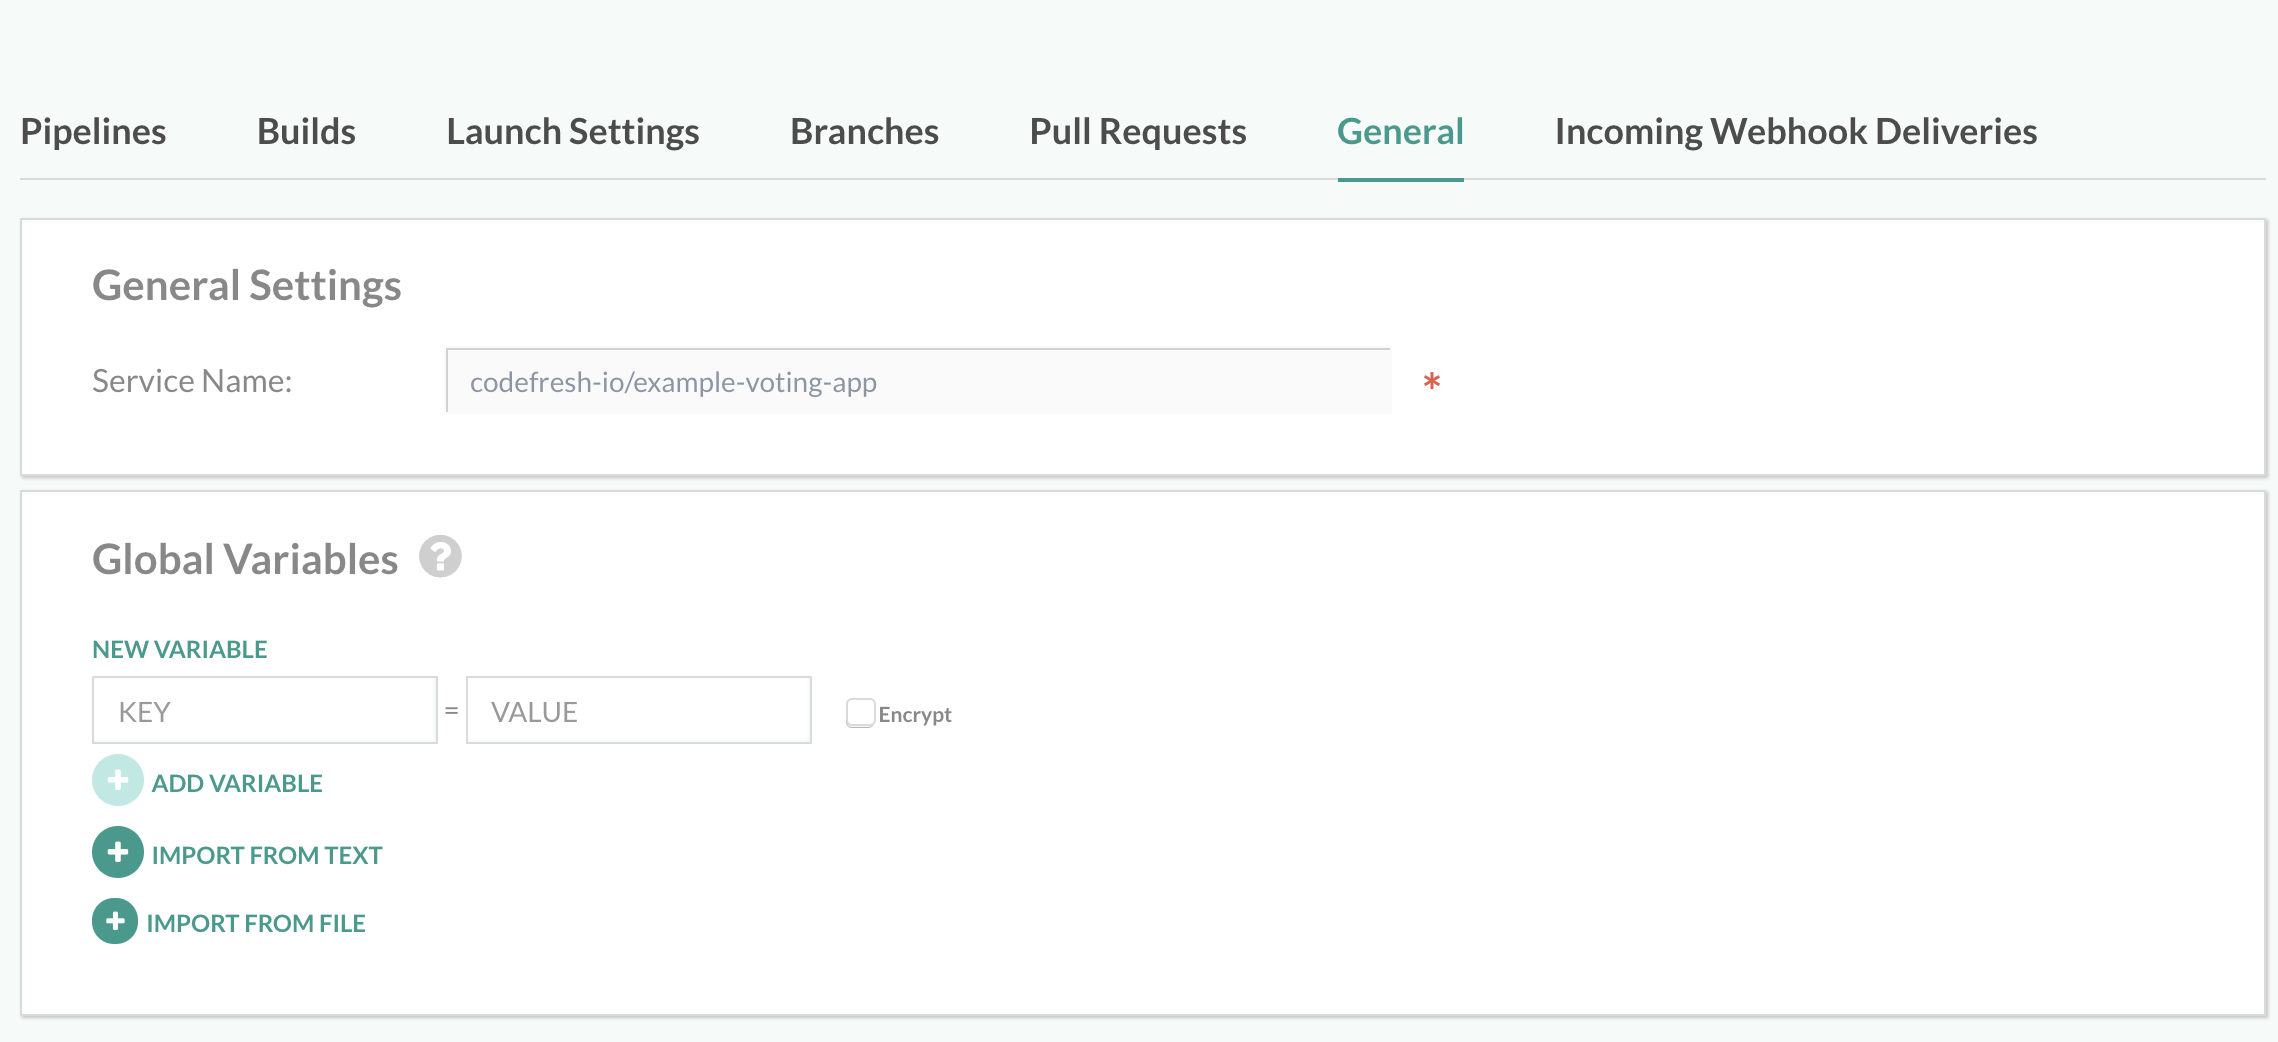 Pipelines Builds Launch Settings Branches Pull Requests General Incoming Webhook Deliveries
General Settings
Service Name: codefresh-io/example-voting-app *
Global Variables ?
NEW VARIABLE
KEY = VALUE Encrypt
+ ADD VARIABLE
+ IMPORT FROM TEXT
+ IMPORT FROM FILE